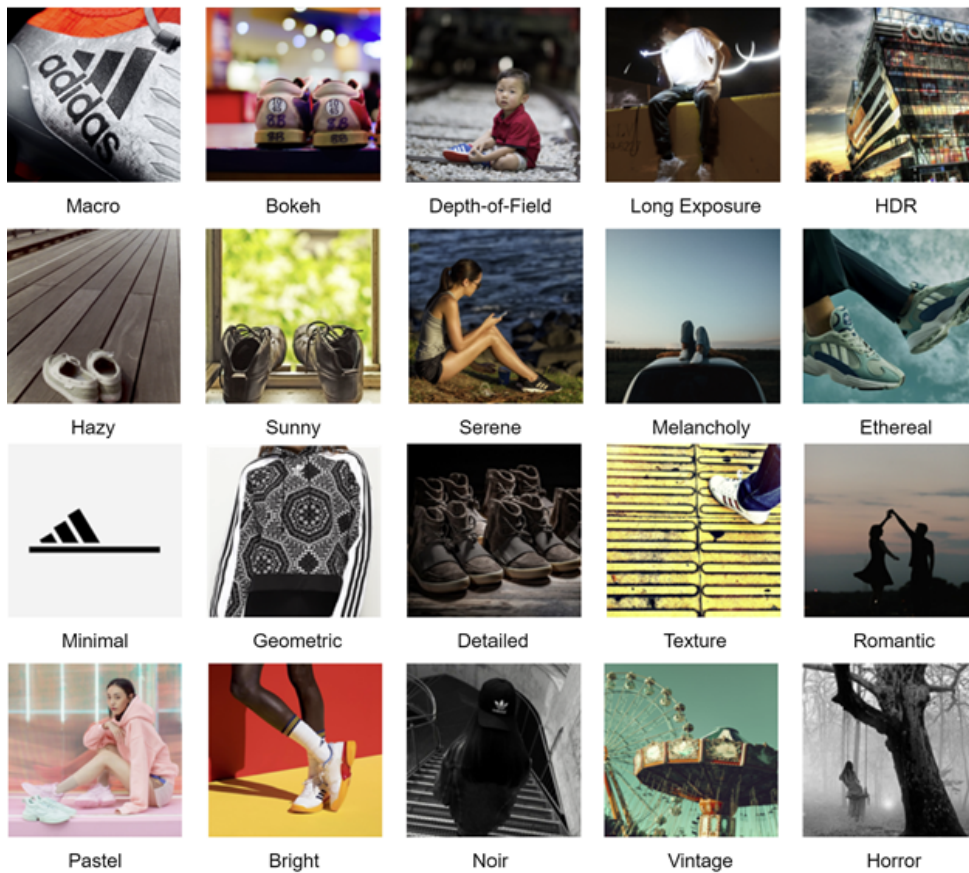 adidas
adidas
Macro
Bokeh
Depth-of-Field
Long Exposure
HDR
Hazy
Sunny
Serene
Melancholy
Ethereal
Minimal
Geometric
Detailed
Texture
Romantic
Pastel
Bright
Noir
Vintage
Horror